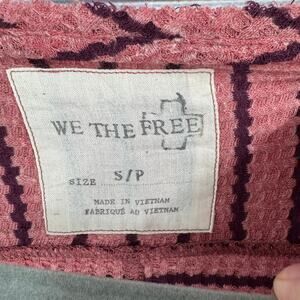 WE THE FREE
SIZE S/P
MADE IN VIETNAM
FABRIQUÉ AU VIETNAM